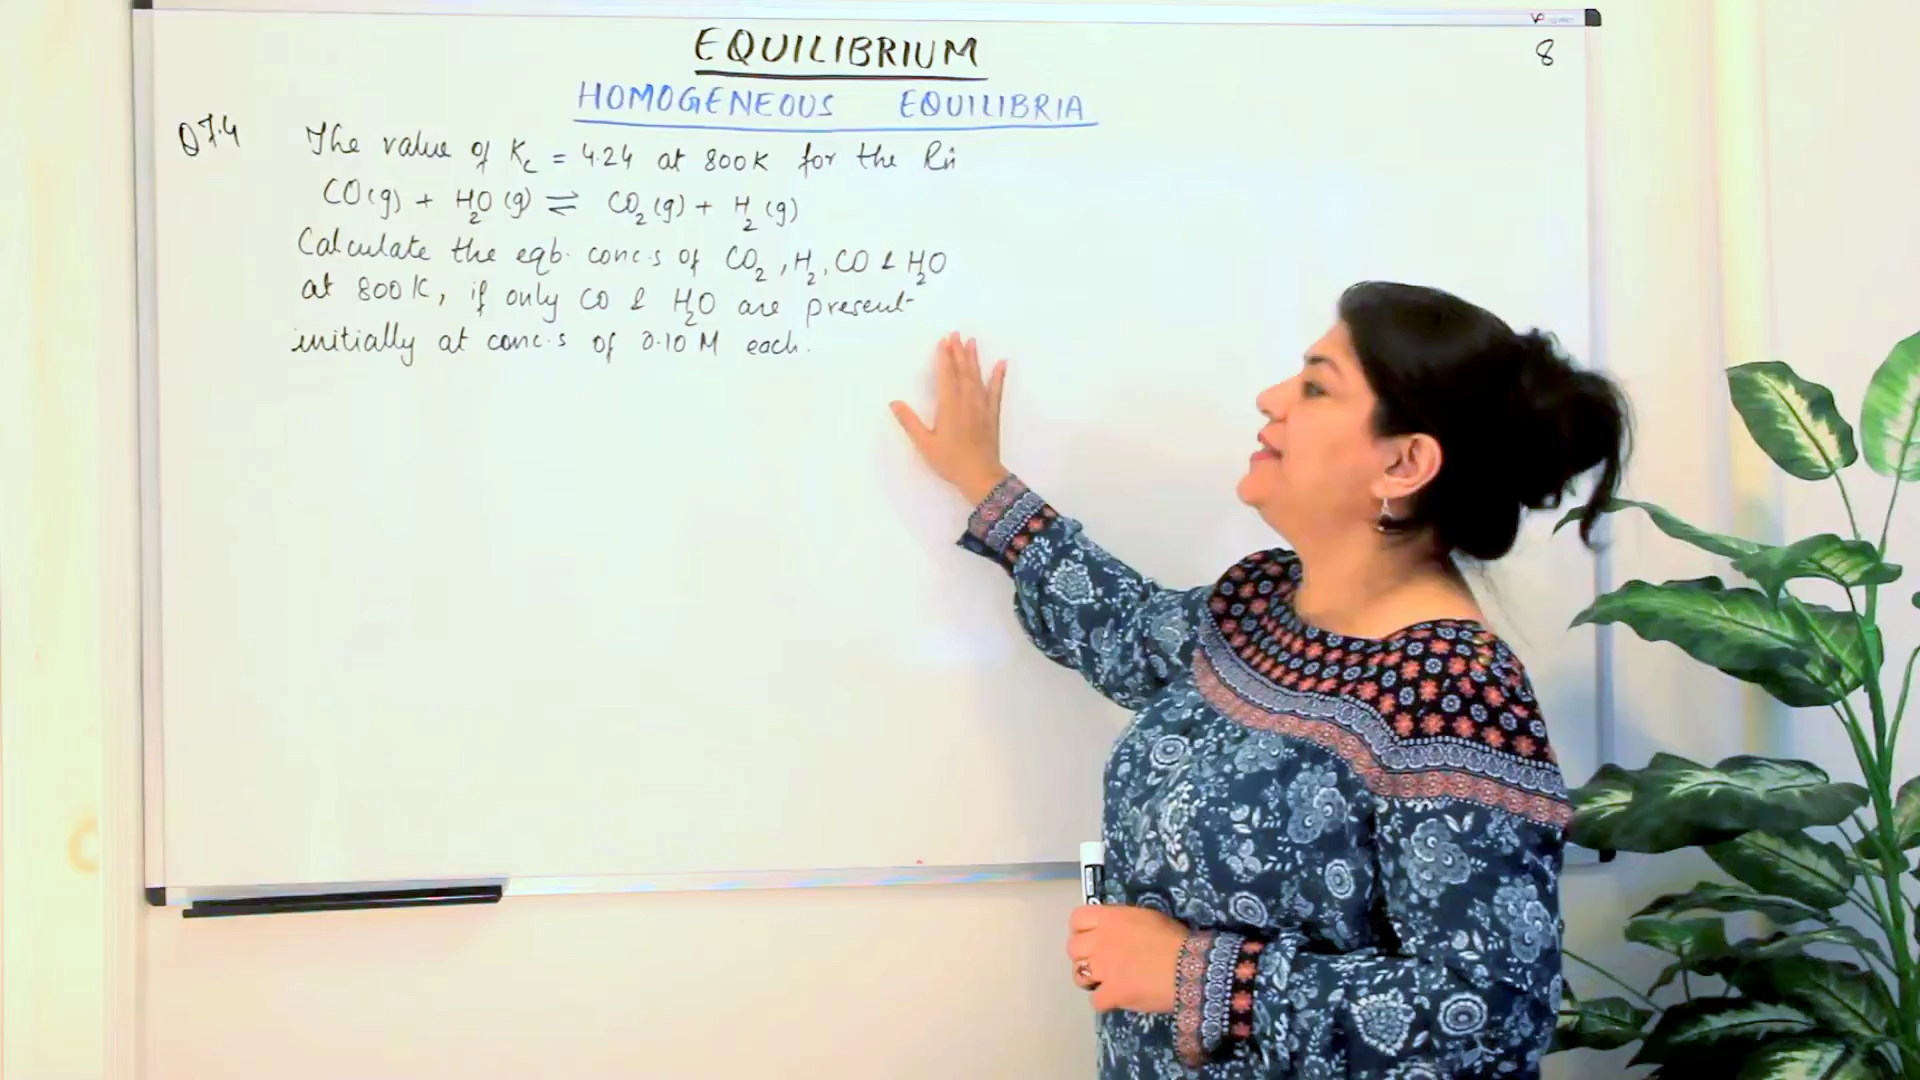 EQUILIBRIUM
8
HOMOGENEOUS EQUILIBRIA
Q7.4
The value of Kc = 4.24 at 800K for the Rn
CO(g) + H2O(g) ⇌ CO2(g) + H2(g)
Calculate the eqb. conc.s of CO2, H2, CO & H2O
at 800K, if only CO & H2O are present
initially at conc.s of 0.10 M each.